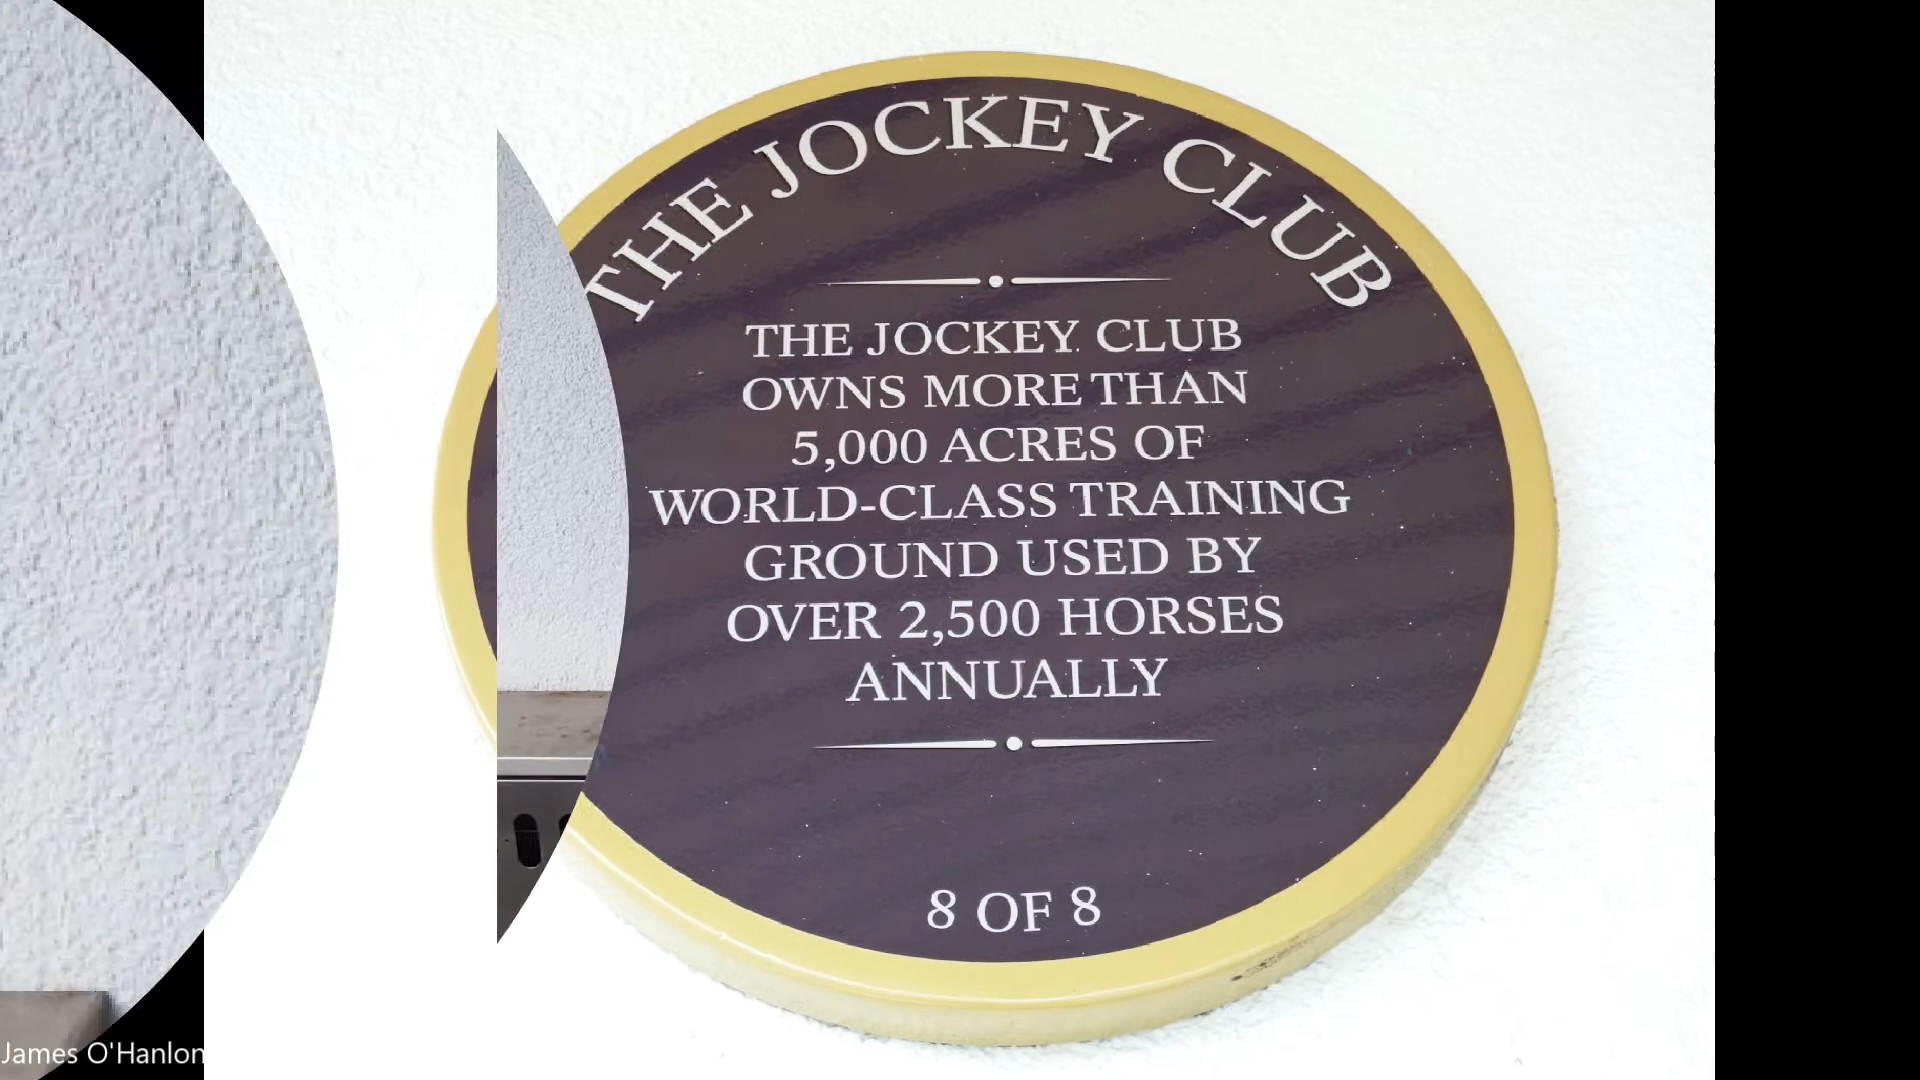 THE JOCKEY CLUB
THE JOCKEY CLUB
OWNS MORE THAN
5,000 ACRES OF
WORLD-CLASS TRAINING
GROUND USED BY
OVER 2,500 HORSES
ANNUALLY
8 OF 8
James O'Hanlon